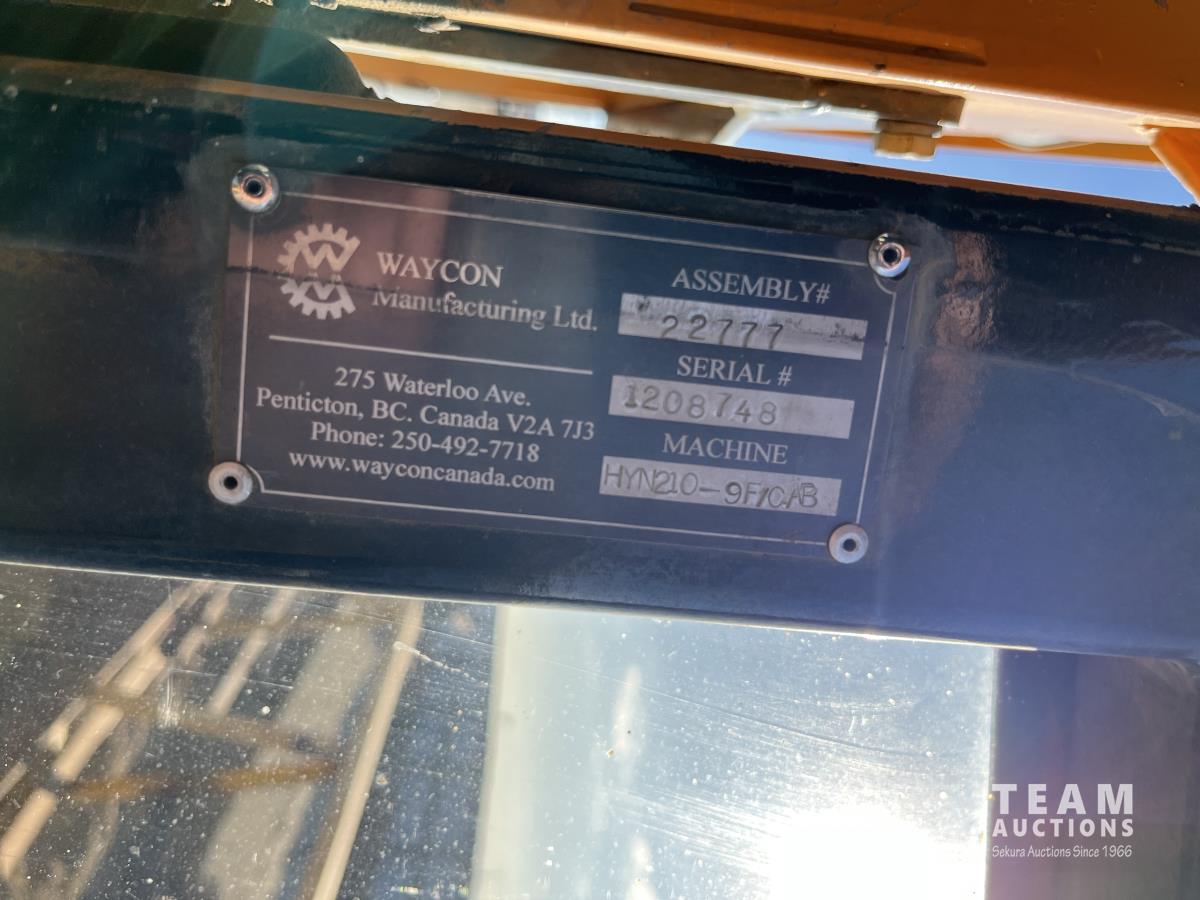 WAYCON
Manufacturing Ltd.
275 Waterloo Ave.
Penticton, BC. Canada V2A 7J3
Phone: 250-492-7718
www.wayconcanada.com
ASSEMBLY#
22777
SERIAL #
1208748
MACHINE
HYN210-9F/CAB
TEAM
AUCTIONS
Sekura Auctions Since 1966